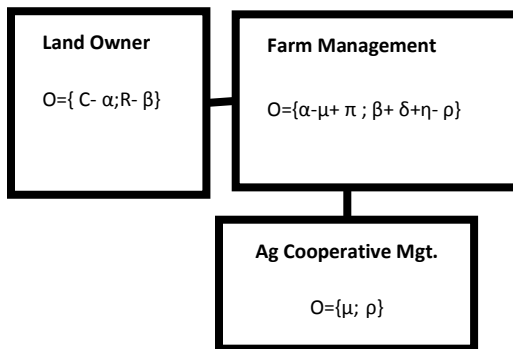 Land Owner
O={ C- α;R- β}
Farm Management
O={α-μ+ π ; β+ δ+η- ρ}
Ag Cooperative Mgt.
O={μ; ρ}